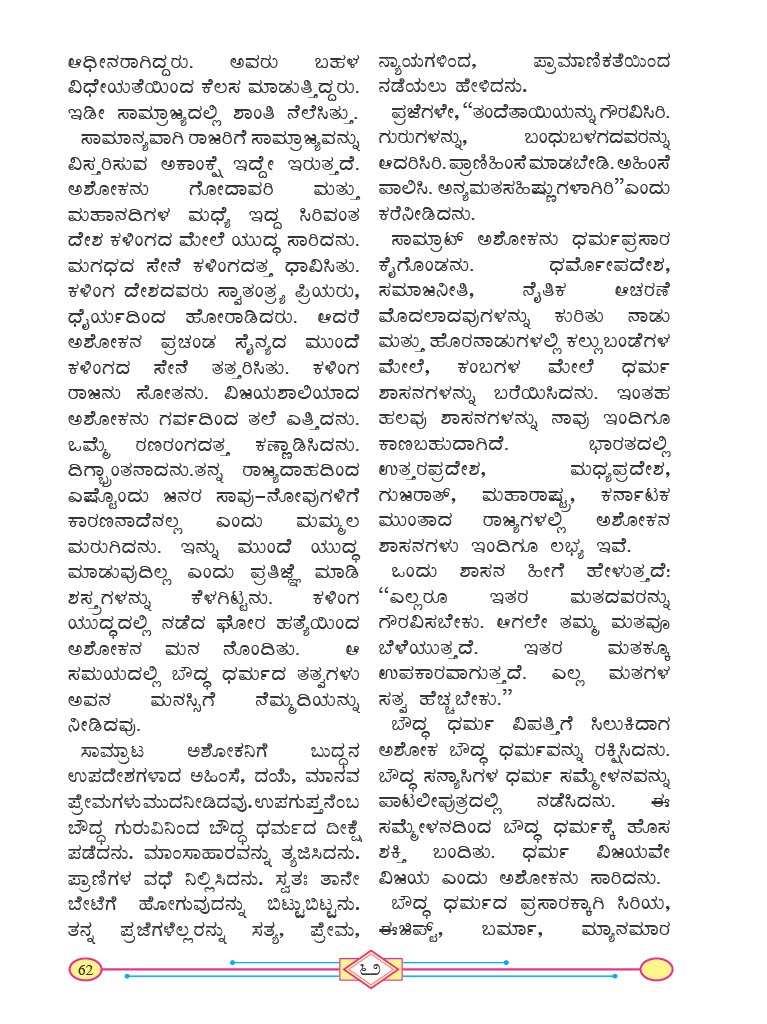 ಆಧೀನರಾಗಿದ್ದರು. ಅವರು ಬಹಳ
ವಿಧೇಯತೆಯಿಂದ ಕೆಲಸ ಮಾಡುತ್ತಿದ್ದರು.
ಇಡೀ ಸಾಮ್ರಾಜ್ಯದಲ್ಲಿ ಶಾಂತಿ ನೆಲೆಸಿತ್ತು.
ಸಾಮಾನ್ಯವಾಗಿ ರಾಜರಿಗೆ ಸಾಮ್ರಾಜ್ಯವನ್ನು
ವಿಸ್ತರಿಸುವ ಅಕಾಂಕ್ಷೆ ಇದ್ದೇ ಇರುತ್ತದೆ.
ಅಶೋಕನು ಗೋದಾವರಿ ಮತ್ತು
ಮಹಾನದಿಗಳ ಮಧ್ಯೆ ಇದ್ದ ಸಿರಿವಂತ
ದೇಶ ಕಳಿಂಗದ ಮೇಲೆ ಯುದ್ಧ ಸಾರಿದನು.
ಮಗಧದ ಸೇನೆ ಕಳಿಂಗದತ್ತ ಧಾವಿಸಿತು.
ಕಳಿಂಗ ದೇಶದವರು ಸ್ವಾತಂತ್ರ್ಯ ಪ್ರಿಯರು,
ಧೈರ್ಯದಿಂದ ಹೋರಾಡಿದರು. ಆದರೆ
ಅಶೋಕನ ಪ್ರಚಂಡ ಸೈನ್ಯದ ಮುಂದೆ
ಕಳಿಂಗದ ಸೇನೆ ತತ್ತರಿಸಿತು. ಕಳಿಂಗ
ರಾಜನು ಸೋತನು. ವಿಜಯಶಾಲಿಯಾದ
ಅಶೋಕನು ಗರ್ವದಿಂದ ತಲೆ ಎತ್ತಿದನು.
ಒಮ್ಮೆ ರಣರಂಗದತ್ತ ಕಣ್ಣಾಡಿಸಿದನು.
ದಿಗ್ಭ್ರಾಂತನಾದನು.ತನ್ನ ರಾಜ್ಯದಾಹದಿಂದ
ಎಷ್ಟೊಂದು ಜನರ ಸಾವು-ನೋವುಗಳಿಗೆ
ಕಾರಣನಾದೆನಲ್ಲ ಎಂದು ಮಮ್ಮಲ
ಮರುಗಿದನು. ಇನ್ನು ಮುಂದೆ ಯುದ್ಧ
ಮಾಡುವುದಿಲ್ಲ ಎಂದು ಪ್ರತಿಜ್ಞೆ ಮಾಡಿ
ಶಸ್ತ್ರಗಳನ್ನು ಕೆಳಗಿಟ್ಟನು. ಕಳಿಂಗ
ಯುದ್ಧದಲ್ಲಿ ನಡೆದ ಘೋರ ಹತ್ಯೆಯಿಂದ
ಅಶೋಕನ ಮನ ನೊಂದಿತು. ಆ
ಸಮಯದಲ್ಲಿ ಬೌದ್ಧ ಧರ್ಮದ ತತ್ವಗಳು
ಅವನ ಮನಸ್ಸಿಗೆ ನೆಮ್ಮದಿಯನ್ನು
ನೀಡಿದವು.
ಸಾಮ್ರಾಟ ಅಶೋಕನಿಗೆ ಬುದ್ಧನ
ಉಪದೇಶಗಳಾದ ಅಹಿಂಸೆ, ದಯೆ, ಮಾನವ
ಪ್ರೇಮಗಳು ಮುದನೀಡಿದವು. ಉಪಗುಪ್ತನೆಂಬ
ಬೌದ್ಧ ಗುರುವಿನಿಂದ ಬೌದ್ಧ ಧರ್ಮದ ದೀಕ್ಷೆ
ಪಡೆದನು. ಮಾಂಸಾಹಾರವನ್ನು ತ್ಯಜಿಸಿದನು.
ಪ್ರಾಣಿಗಳ ವಧೆ ನಿಲ್ಲಿಸಿದನು. ಸ್ವತಃ ತಾನೇ
ಬೇಟೆಗೆ ಹೋಗುವುದನ್ನು ಬಿಟ್ಟುಬಿಟ್ಟನು.
ತನ್ನ ಪ್ರಜೆಗಳೆಲ್ಲರನ್ನು ಸತ್ಯ, ಪ್ರೇಮ,
ನ್ಯಾಯಗಳಿಂದ, ಪ್ರಾಮಾಣಿಕತೆಯಿಂದ
ನಡೆಯಲು ಹೇಳಿದನು.
ಪ್ರಜೆಗಳೇ, “ತಂದೆತಾಯಿಯನ್ನು ಗೌರವಿಸಿರಿ.
ಗುರುಗಳನ್ನು, ಬಂಧುಬಳಗದವರನ್ನು
ಆದರಿಸಿರಿ. ಪ್ರಾಣಿಹಿಂಸೆ ಮಾಡಬೇಡಿ. ಅಹಿಂಸೆ
ಪಾಲಿಸಿ. ಅನ್ಯಮತಸಹಿಷ್ಣುಗಳಾಗಿರಿ” ಎಂದು
ಕರೆನೀಡಿದನು.
ಸಾಮ್ರಾಟ್ ಅಶೋಕನು ಧರ್ಮಪ್ರಸಾರ
ಕೈಗೊಂಡನು. ಧರ್ಮೋಪದೇಶ,
ಸಮಾಜನೀತಿ, ನೈತಿಕ ಆಚರಣೆ
ಮೊದಲಾದವುಗಳನ್ನು ಕುರಿತು ನಾಡು
ಮತ್ತು ಹೊರನಾಡುಗಳಲ್ಲಿ ಕಲ್ಲುಬಂಡೆಗಳ
ಮೇಲೆ, ಕಂಬಗಳ ಮೇಲೆ ಧರ್ಮ
ಶಾಸನಗಳನ್ನು ಬರೆಯಿಸಿದನು. ಇಂತಹ
ಹಲವು ಶಾಸನಗಳನ್ನು ನಾವು ಇಂದಿಗೂ
ಕಾಣಬಹುದಾಗಿದೆ. ಭಾರತದಲ್ಲಿ
ಉತ್ತರಪ್ರದೇಶ, ಮಧ್ಯಪ್ರದೇಶ,
ಗುಜರಾತ್, ಮಹಾರಾಷ್ಟ್ರ, ಕರ್ನಾಟಕ
ಮುಂತಾದ ರಾಜ್ಯಗಳಲ್ಲಿ ಅಶೋಕನ
ಶಾಸನಗಳು ಇಂದಿಗೂ ಲಭ್ಯ ಇವೆ.
ಒಂದು ಶಾಸನ ಹೀಗೆ ಹೇಳುತ್ತದೆ:
“ಎಲ್ಲರೂ ಇತರ ಮತದವರನ್ನು
ಗೌರವಿಸಬೇಕು. ಆಗಲೇ ತಮ್ಮ ಮತವೂ
ಬೆಳೆಯುತ್ತದೆ. ಇತರ ಮತಕ್ಕೂ
ಉಪಕಾರವಾಗುತ್ತದೆ. ಎಲ್ಲ ಮತಗಳ
ಸತ್ವ ಹೆಚ್ಚಬೇಕು.”
ಬೌದ್ಧ ಧರ್ಮ ವಿಪತ್ತಿಗೆ ಸಿಲುಕಿದಾಗ
ಅಶೋಕ ಬೌದ್ಧ ಧರ್ಮವನ್ನು ರಕ್ಷಿಸಿದನು.
ಬೌದ್ಧ ಸನ್ಯಾಸಿಗಳ ಧರ್ಮ ಸಮ್ಮೇಳನವನ್ನು
ಪಾಟಲೀಪುತ್ರದಲ್ಲಿ ನಡೆಸಿದನು. ಈ
ಸಮ್ಮೇಳನದಿಂದ ಬೌದ್ಧ ಧರ್ಮಕ್ಕೆ ಹೊಸ
ಶಕ್ತಿ ಬಂದಿತು. ಧರ್ಮ ವಿಜಯವೇ
ವಿಜಯ ಎಂದು ಅಶೋಕನು ಸಾರಿದನು.
ಬೌದ್ಧ ಧರ್ಮದ ಪ್ರಸಾರಕ್ಕಾಗಿ ಸಿರಿಯ,
ಈಜಿಪ್ಟ್, ಬರ್ಮಾ, ಮ್ಯಾನಮಾರ
62
೬೨